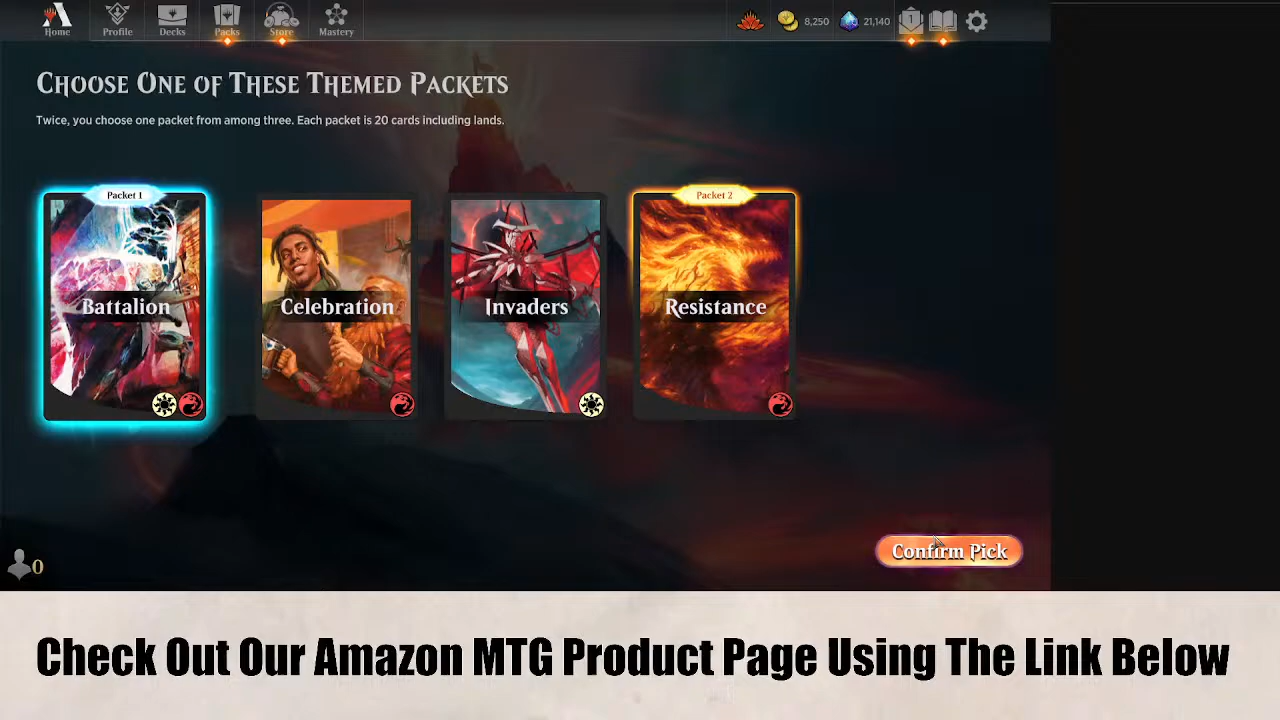 Home Profile Decks Packs Store Mastery 8,250 21,140 1
Choose One of These Themed Packets
Twice, you choose one packet from among three. Each packet is 20 cards including lands.
Packet 1 Packet 2
Battalion Celebration Invaders Resistance
Confirm Pick
0
Check Out Our Amazon MTG Product Page Using The Link Below